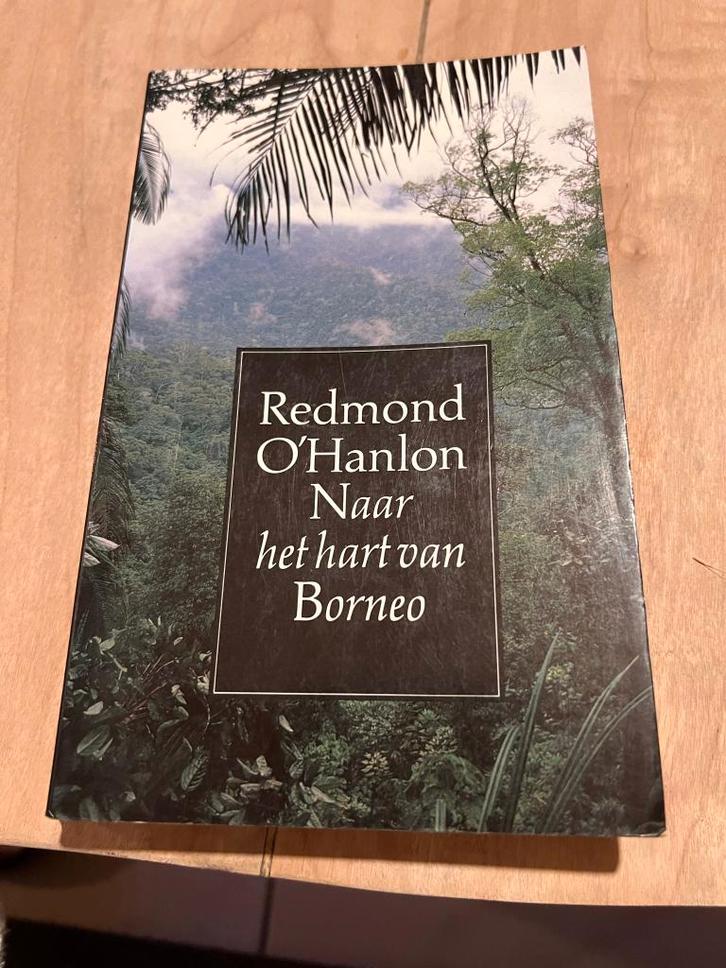 Redmond
O'Hanlon
Naar
het hart van
Borneo